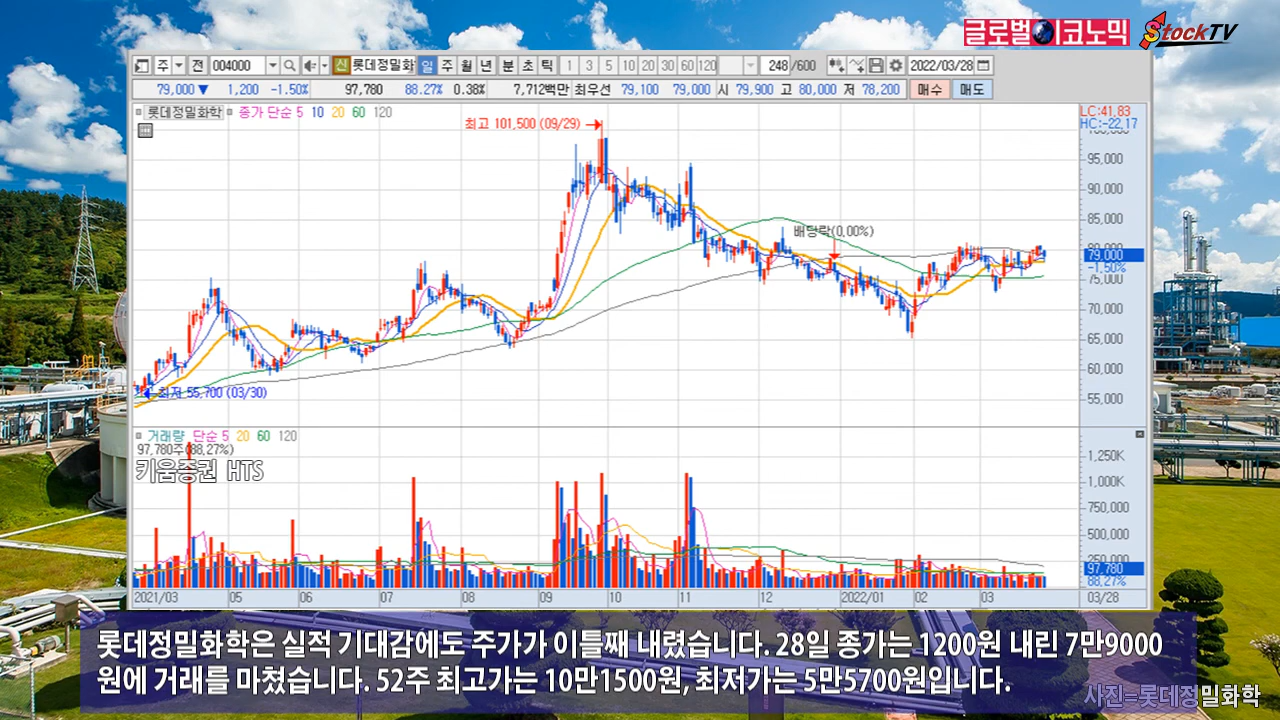 글로벌이코노믹 StockTV
주 전 004000 신 롯데정밀화학 일 주 월 년 분 초 틱 1 3 5 10 20 30 60 120 248 /600 2022/03/28
79,000 ▼ 1,200 -1.50% 97,780 88.27% 0.38% 7,712백만 최우선 79,100 79,000 시 79,900 고 80,000 저 78,200 매수 매도
롯데정밀화학 종가 단순 5 10 20 60 120
LC:41.83
HC:-22.17
최고 101,500 (09/29)
95,000
90,000
85,000
배당락(0.00%)
80,000
79,000
-1.50%
75,000
70,000
65,000
60,000
최저 55,700 (03/30)
55,000
거래량 단순 5 20 60 120
97,780주(88.27%)
키움증권 HTS
1,250K
1,000K
750,000
500,000
250,000
97,780
88.27%
2021/03 05 06 07 08 09 10 11 12 2022/01 02 03 03/28
롯데정밀화학은 실적 기대감에도 주가가 이틀째 내렸습니다. 28일 종가는 1200원 내린 7만9000
원에 거래를 마쳤습니다. 52주 최고가는 10만1500원, 최저가는 5만5700원입니다.
사진=롯데정밀화학